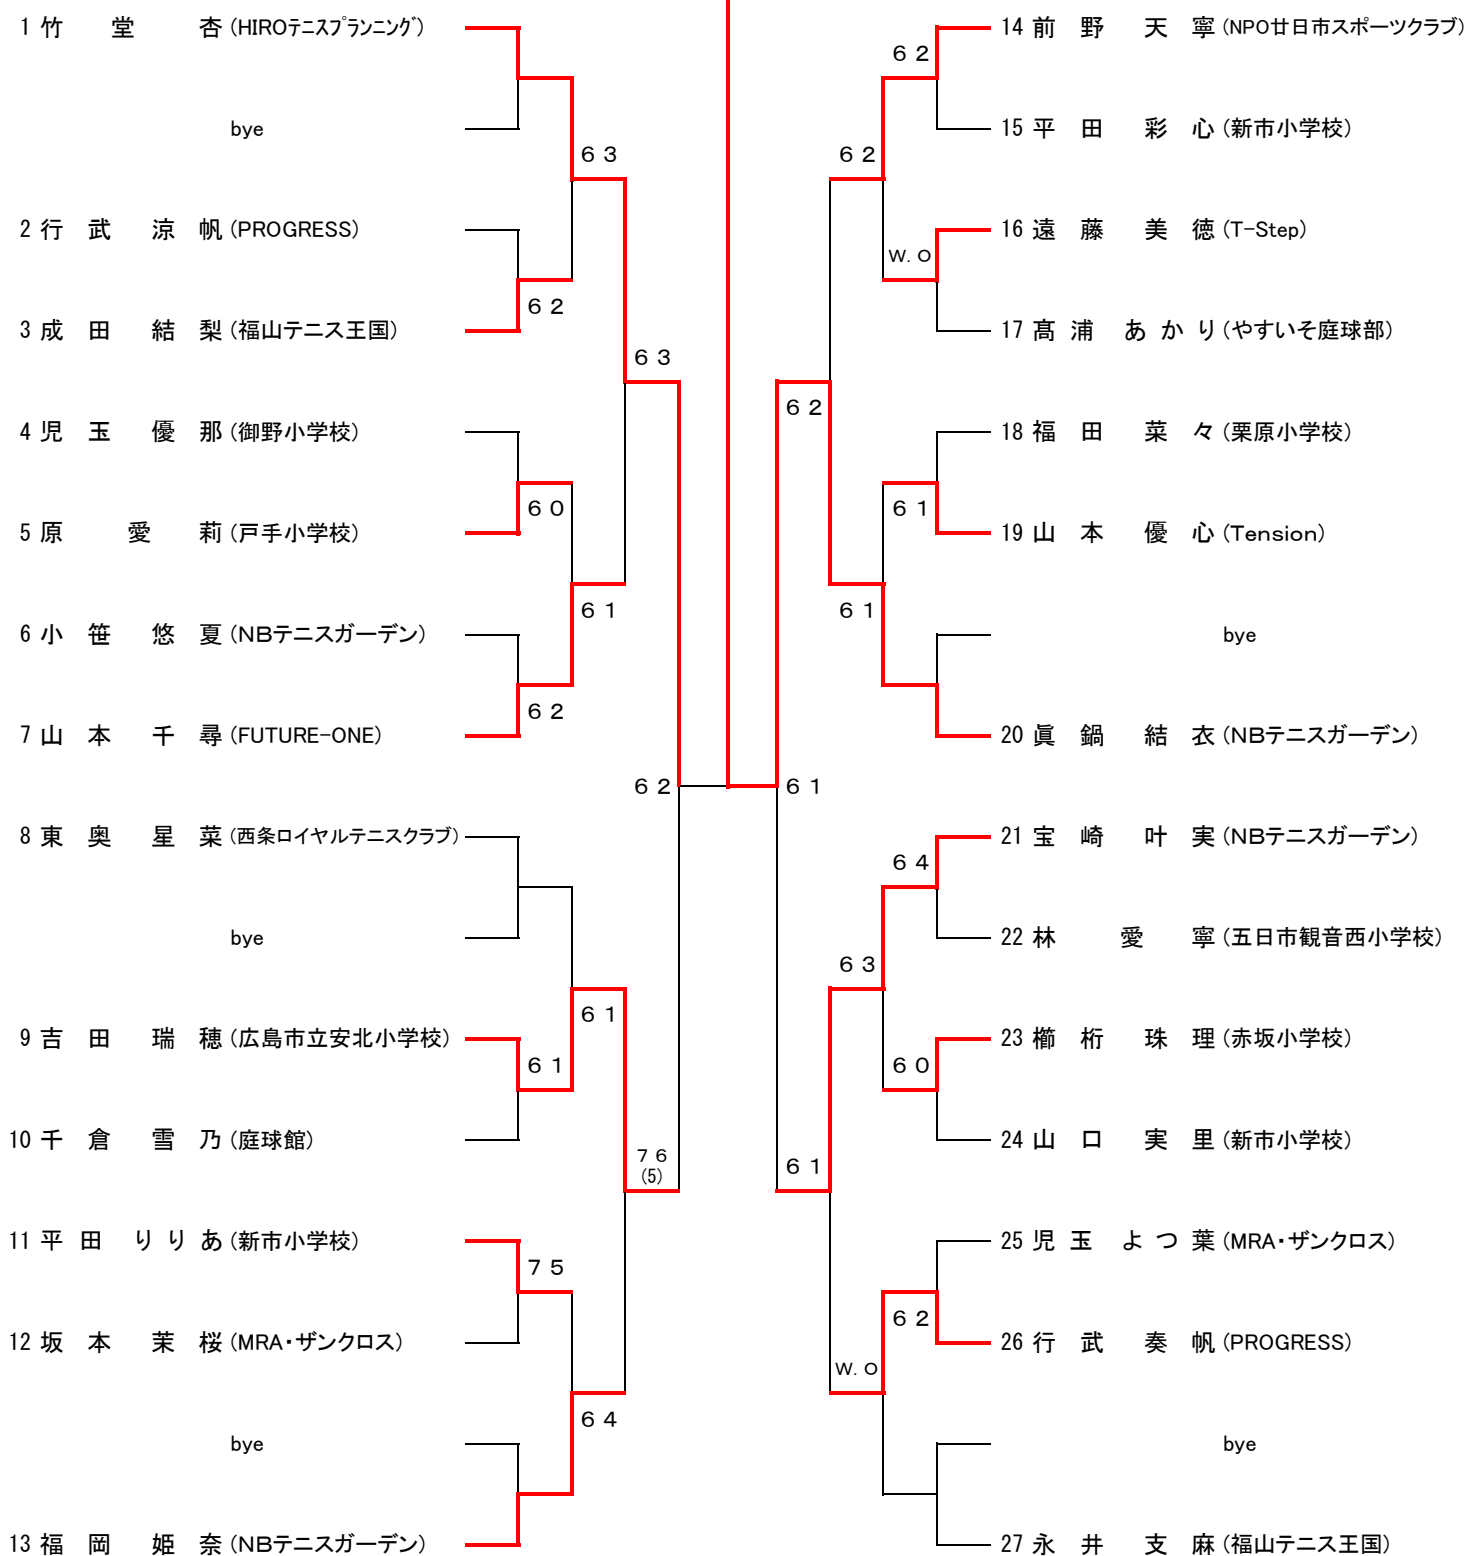 1 竹 堂 杏 (HIROテニスプランニング)
bye
6 3
2 行 武 涼 帆 (PROGRESS)
6 2
3 成 田 結 梨 (福山テニス王国)
6 3
4 児 玉 優 那 (御野小学校)
6 0
5 原 愛 莉 (戸手小学校)
6 1
6 小 笹 悠 夏 (NBテニスガーデン)
6 2
7 山 本 千 尋 (FUTURE-ONE)
6 2
8 東 奥 星 菜 (西条ロイヤルテニスクラブ)
bye
6 1
9 吉 田 瑞 穂 (広島市立安北小学校)
6 1
10 千 倉 雪 乃 (庭球館)
7 6
(5)
11 平 田 り り あ (新市小学校)
7 5
12 坂 本 茉 桜 (MRA・ザンクロス)
6 4
bye
13 福 岡 姫 奈 (NBテニスガーデン)
14 前 野 天 寧 (NPO廿日市スポーツクラブ)
6 2
15 平 田 彩 心 (新市小学校)
6 2
16 遠 藤 美 徳 (T-Step)
W.O
17 髙 浦 あ か り (やすいそ庭球部)
6 2
18 福 田 菜 々 (栗原小学校)
6 1
19 山 本 優 心 (Tension)
6 1
bye
20 眞 鍋 結 衣 (NBテニスガーデン)
6 1
21 宝 崎 叶 実 (NBテニスガーデン)
6 4
22 林 愛 寧 (五日市観音西小学校)
6 3
23 櫛 桁 珠 理 (赤坂小学校)
6 0
24 山 口 実 里 (新市小学校)
6 1
25 児 玉 よ つ 葉 (MRA・ザンクロス)
6 2
26 行 武 奏 帆 (PROGRESS)
W.O
bye
27 永 井 支 麻 (福山テニス王国)